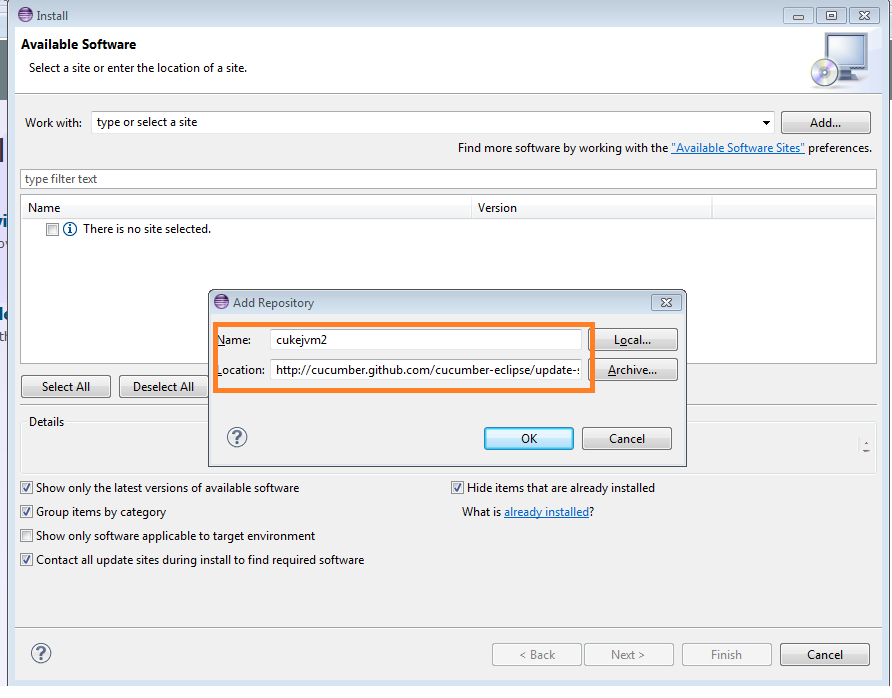 Install
Available Software
Select a site or enter the location of a site.
Work with: type or select a site Add...
Find more software by working with the "Available Software Sites" preferences.
type filter text
Name Version
There is no site selected.
Add Repository
Name: cukejvm2 Local...
Location: http://cucumber.github.com/cucumber-eclipse/update-s Archive...
Select All Deselect All
Details
OK Cancel
Show only the latest versions of available software Hide items that are already installed
Group items by category What is already installed?
Show only software applicable to target environment
Contact all update sites during install to find required software
< Back Next > Finish Cancel